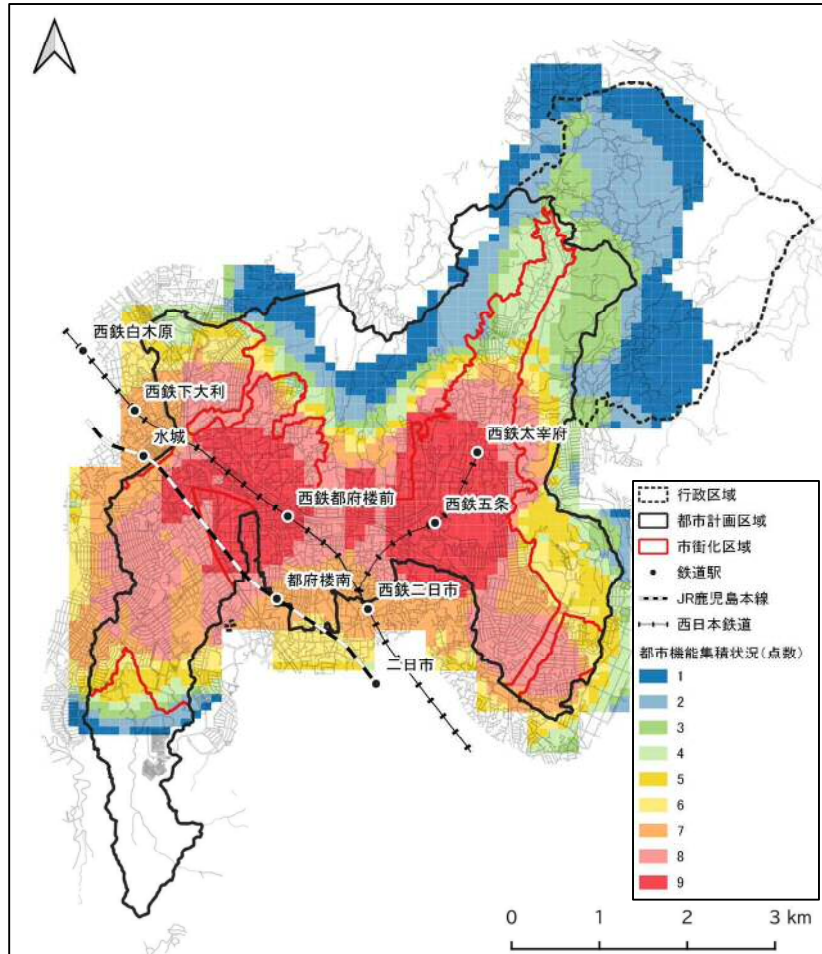 西鉄白木原
西鉄下大利
水城
西鉄太宰府
西鉄都府楼前
西鉄五条
都府楼南
西鉄二日市
二日市
行政区域
都市計画区域
市街化区域
鉄道駅
JR鹿児島本線
西日本鉄道
都市機能集積状況(点数)
1
2
3
4
5
6
7
8
9
0 1 2 3 km